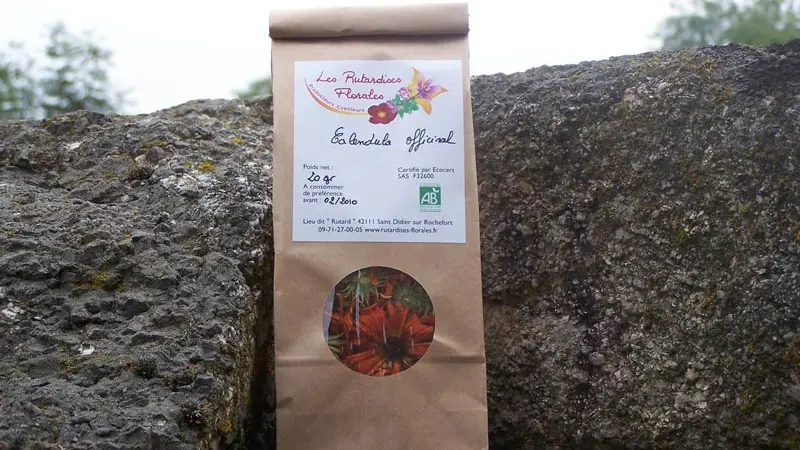 Les Rutardises
Florales
Producteurs Cueilleurs
Calendula officinal
Poids net :
20 gr
A consommer
de préférence
avant : 02/2010
Certifié par Ecocert
SAS F32600
AB
Lieu dit " Rutard " 42111 Saint Didier sur Rochefort
09-71-27-00-05 www.rutardises-florales.fr